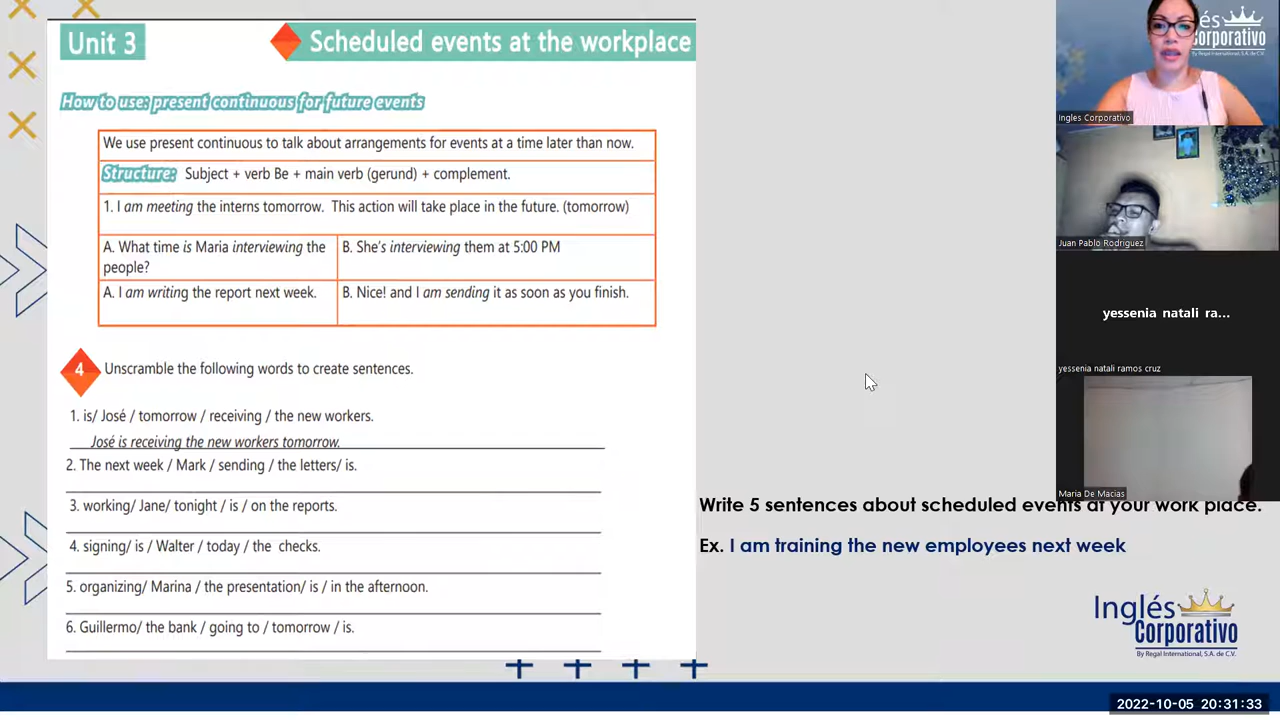 Unit 3
Scheduled events at the workplace
How to use: present continuous for future events
We use present continuous to talk about arrangements for events at a time later than now.
Structure: Subject + verb Be + main verb (gerund) + complement.
1. I am meeting the interns tomorrow. This action will take place in the future. (tomorrow)
A. What time is Maria interviewing the people?
B. She's interviewing them at 5:00 PM
A. I am writing the report next week.
B. Nice! and I am sending it as soon as you finish.
4 Unscramble the following words to create sentences.
1. is/ José / tomorrow / receiving / the new workers.
José is receiving the new workers tomorrow.
2. The next week / Mark / sending / the letters/ is.
3. working/ Jane/ tonight / is / on the reports.
4. signing/ is / Walter / today / the checks.
5. organizing/ Marina / the presentation/ is / in the afternoon.
6. Guillermo/ the bank / going to / tomorrow / is.
Write 5 sentences about scheduled events at your work place.
Ex. I am training the new employees next week
Inglés
Corporativo
By Regal International, S.A. de C.V.
és
orporativo
By Regal International, S.A. de C.V.
Ingles Corporativo
Juan Pablo Rodriguez
yessenia natali ra...
yessenia natali ramos cruz
Maria De Macias
2022-10-05 20:31:33